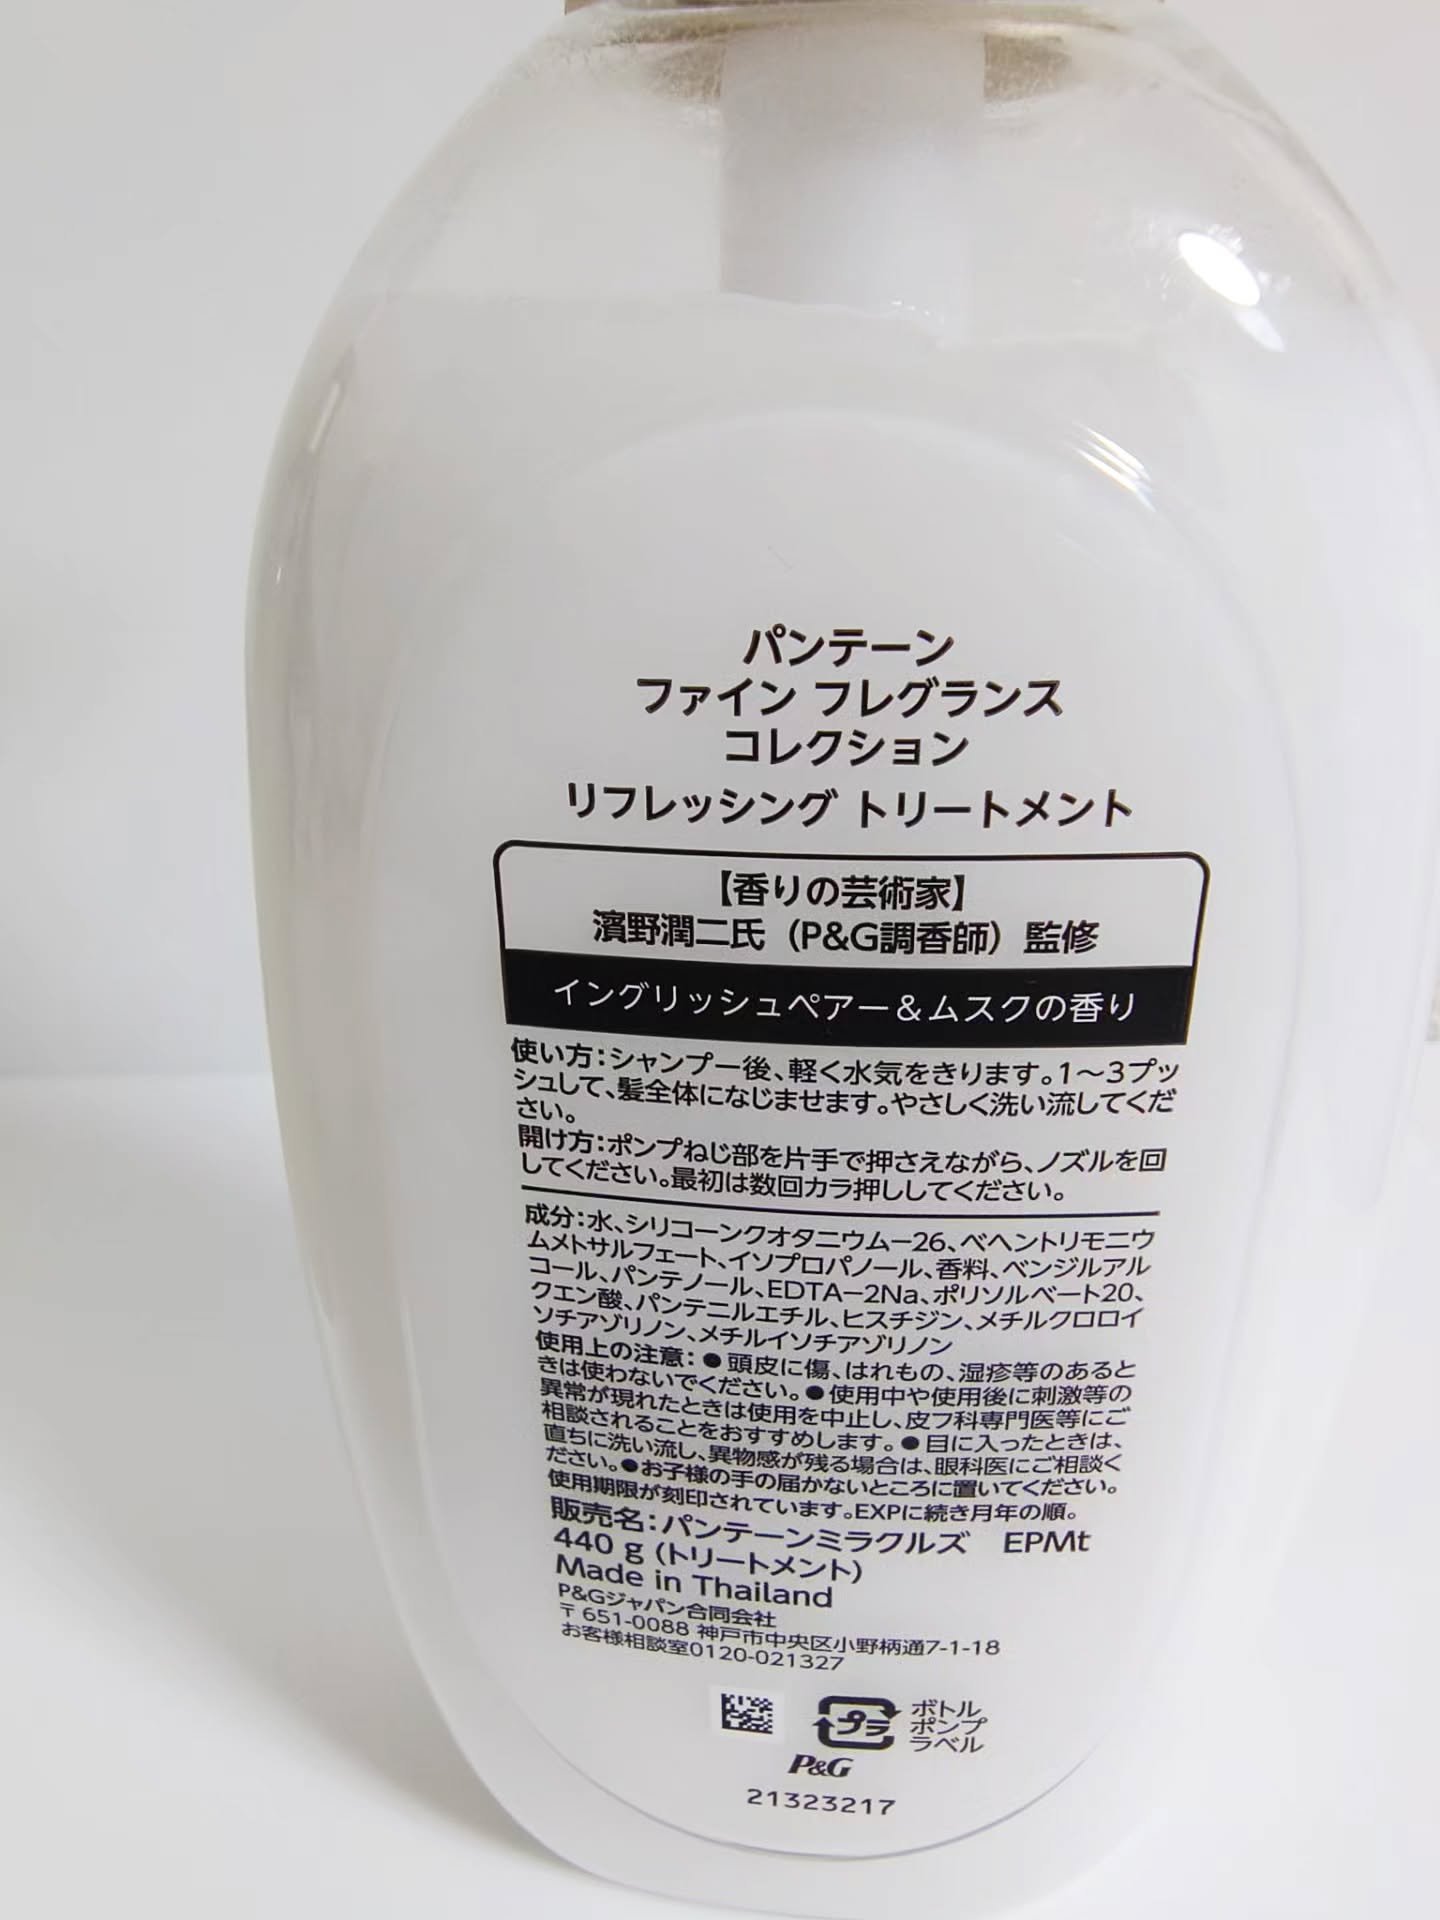 パンテーン
ファイン フレグランス
コレクション
リフレッシング トリートメント
【香りの芸術家】
濱野潤二氏（P&G調香師）監修
イングリッシュペアー＆ムスクの香り
使い方：シャンプー後、軽く水気をきります。1～3プッ
シュして、髪全体になじませます。やさしく洗い流してくだ
さい。
開け方：ポンプねじ部を片手で押さえながら、ノズルを回
してください。最初は数回カラ押ししてください。
成分：水、シリコーンクオタニウムー26、ベヘントリモニウ
ムメトサルフェート、イソプロパノール、香料、ベンジルアル
コール、パンテノール、EDTAー2Na、ポリソルベート20、
クエン酸、パンテニルエチル、ヒスチジン、メチルクロロイ
ソチアゾリノン、メチルイソチアゾリノン
使用上の注意：●頭皮に傷、はれもの、湿疹等のあると
きは使わないでください。●使用中や使用後に刺激等の
異常が現れたときは使用を中止し、皮フ科専門医等にご
相談されることをおすすめします。●目に入ったときは、
直ちに洗い流し、異物感が残る場合は、眼科医にご相談く
ださい。●お子様の手の届かないところに置いてください。
使用期限が刻印されています。EXPに続き月年の順。
販売名：パンテーンミラクルズ EPMt
440 g (トリートメント)
Made in Thailand
P&Gジャパン合同会社
〒651-0088 神戸市中央区小野柄通7-1-18
お客様相談室0120-021327
プラ
ボトル
ポンプ
ラベル
P&G
21323217